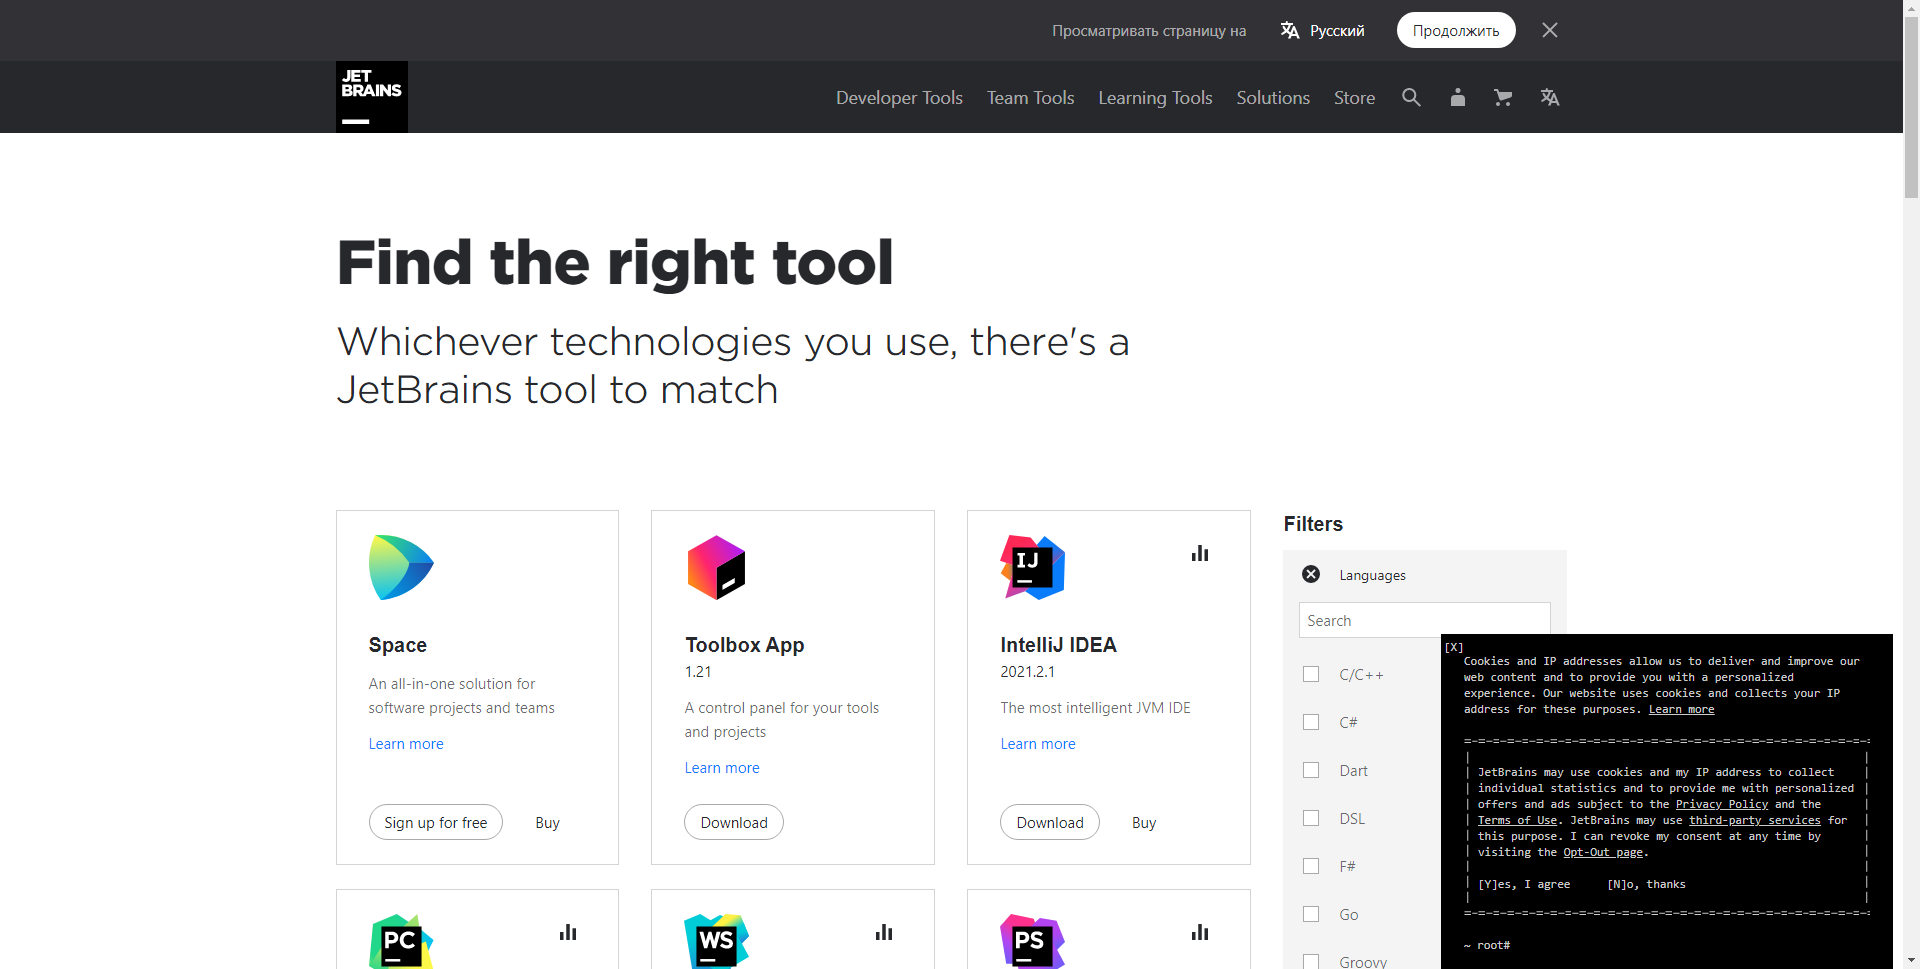 Просматривать страницу на
Русский
Продолжить
JET
BRAINS
Developer Tools
Team Tools
Learning Tools
Solutions
Store
Find the right tool
Whichever technologies you use, there's a
JetBrains tool to match
Space
An all-in-one solution for
software projects and teams
Learn more
Sign up for free
Buy
Toolbox App
1.21
A control panel for your tools
and projects
Learn more
Download
IJ
IntelliJ IDEA
2021.2.1
The most intelligent JVM IDE
Learn more
Download
Buy
PC
WS
PS
Filters
Languages
Search
C/C++
C#
Dart
DSL
F#
Go
Groovy
[X]
Cookies and IP addresses allow us to deliver and improve our
web content and to provide you with a personalized
experience. Our website uses cookies and collects your IP
address for these purposes. Learn more
JetBrains may use cookies and my IP address to collect
individual statistics and to provide me with personalized
offers and ads subject to the Privacy Policy and the
Terms of Use. JetBrains may use third-party services for
this purpose. I can revoke my consent at any time by
visiting the Opt-Out page.
[Y]es, I agree
[N]o, thanks
~ root#